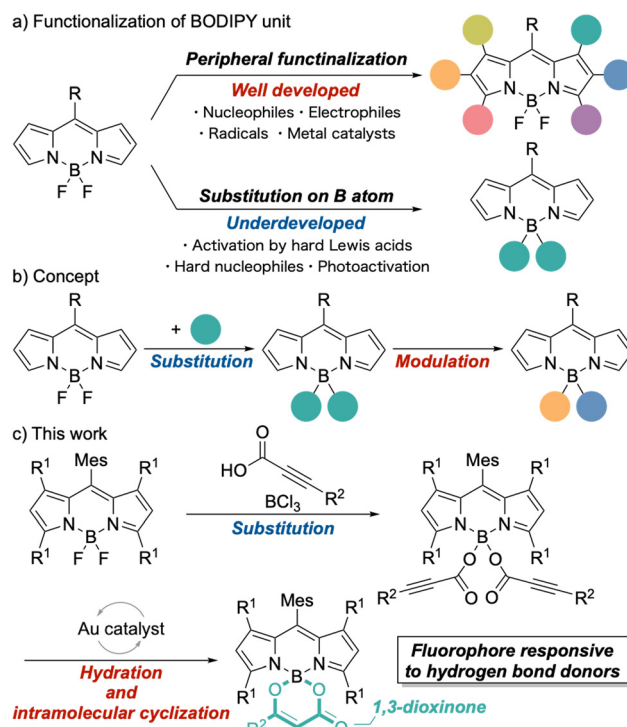 a) Functionalization of BODIPY unit
Peripheral functinalization
Well developed
· Nucleophiles · Electrophiles
· Radicals · Metal catalysts
R
N B N
F F
R
N B N
F F
Substitution on B atom
Underdeveloped
· Activation by hard Lewis acids
· Hard nucleophiles · Photoactivation
R
N B N
b) Concept
R
N B N
F F
+
Substitution
R
N B N
Modulation
R
N B N
c) This work
R¹ Mes R¹
N B N
R¹ F F R¹
O
HO
R²
BCl₃
Substitution
R¹ Mes R¹
N B N
R¹ O O R¹
R² O O R²
Au catalyst
Hydration
and
intramolecular cyclization
R¹ Mes R¹
N B N
R¹ O O R¹
R² O
1,3-dioxinone
Fluorophore responsive
to hydrogen bond donors